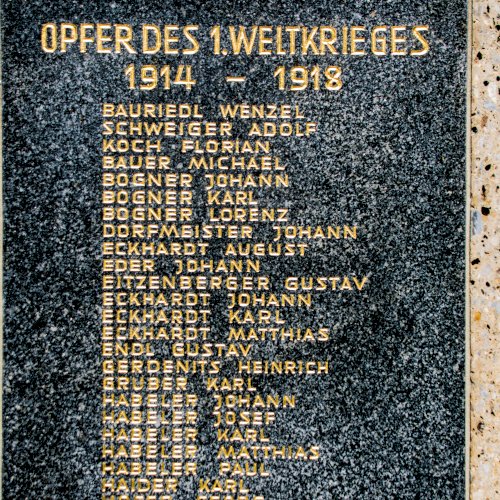 OPFER DES 1. WELTKRIEGES
1914 – 1918
BAURIEDL WENZEL
SCHWEIGER ADOLF
KOCH FLORIAN
BAUER MICHAEL
BOGNER JOHANN
BOGNER KARL
BOGNER LORENZ
DORFMEISTER JOHANN
ECKHARDT AUGUST
EDER JOHANN
EITZENBERGER GUSTAV
ECKHARDT JOHANN
ECKHARDT KARL
ECKHARDT MATTHIAS
ENDL GUSTAV
GERDENITS HEINRICH
GRUBER KARL
HABELER JOHANN
HABELER JOSEF
HABELER KARL
HABELER MATTHIAS
HABELER PAUL
HAIDER KARL